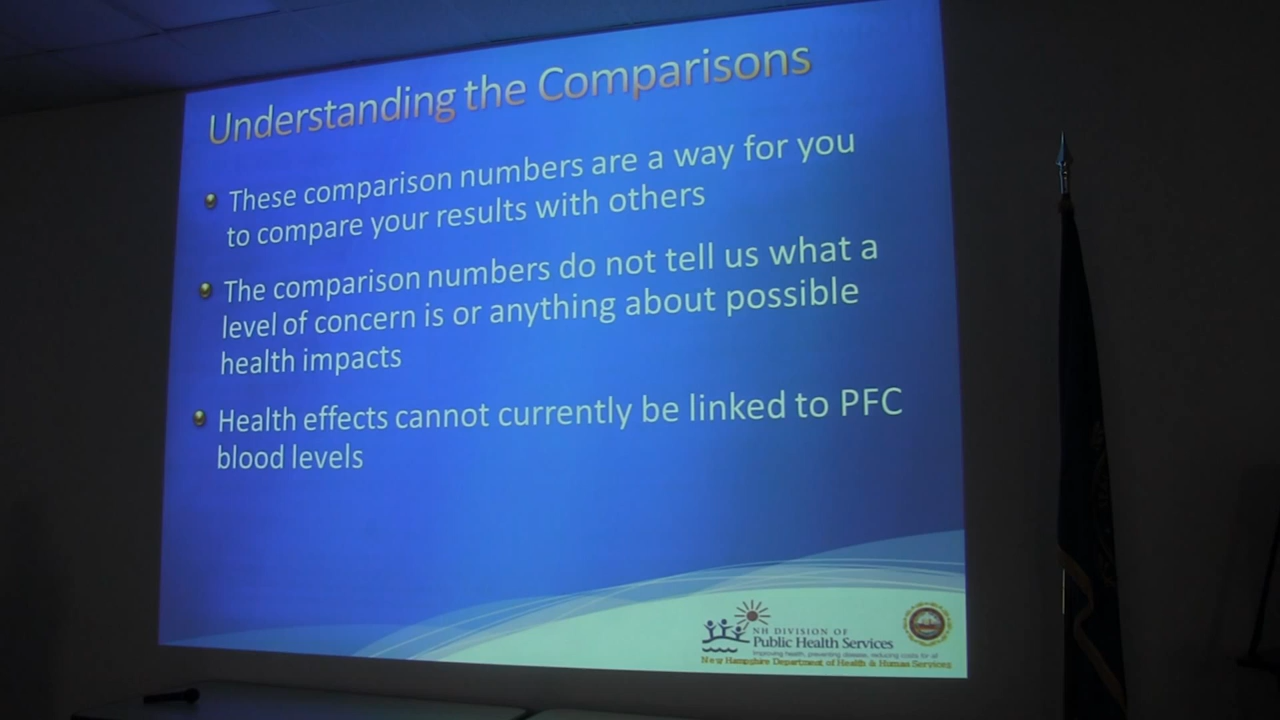 Understanding the Comparisons
These comparison numbers are a way for you
to compare your results with others
The comparison numbers do not tell us what a
level of concern is or anything about possible
health impacts
Health effects cannot currently be linked to PFC
blood levels
NH DIVISION OF
Public Health Services
Improving health, preventing disease, reducing costs for all
New Hampshire Department of Health & Human Services